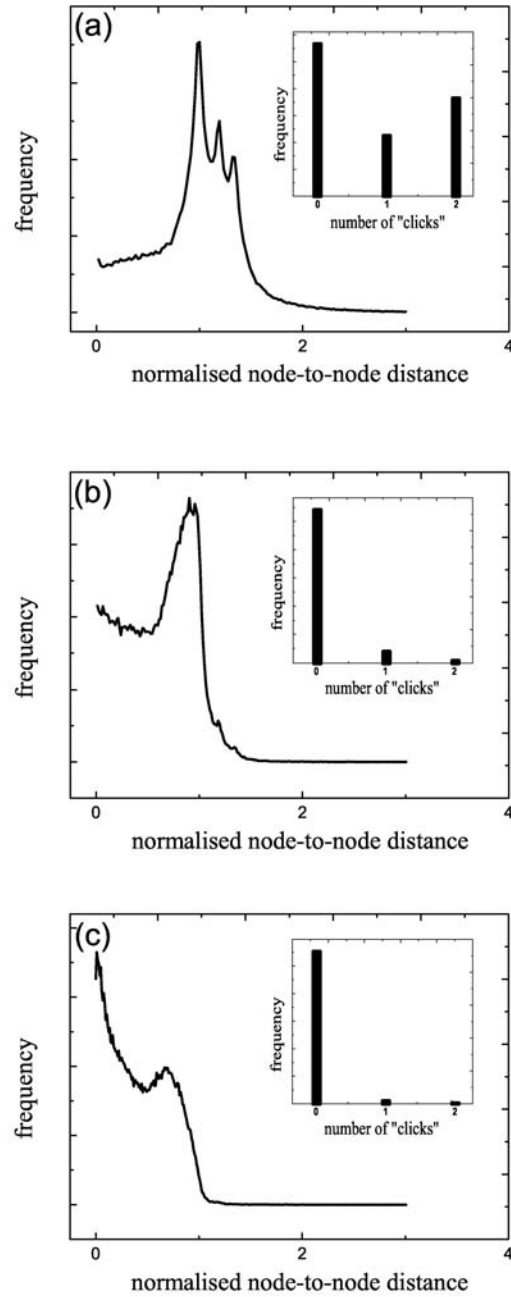 (a)
frequency
frequency
0 1 2
number of "clicks"
0 2 4
normalised node-to-node distance
(b)
frequency
frequency
0 1 2
number of "clicks"
0 2 4
normalised node-to-node distance
(c)
frequency
frequency
0 1 2
number of "clicks"
0 2 4
normalised node-to-node distance